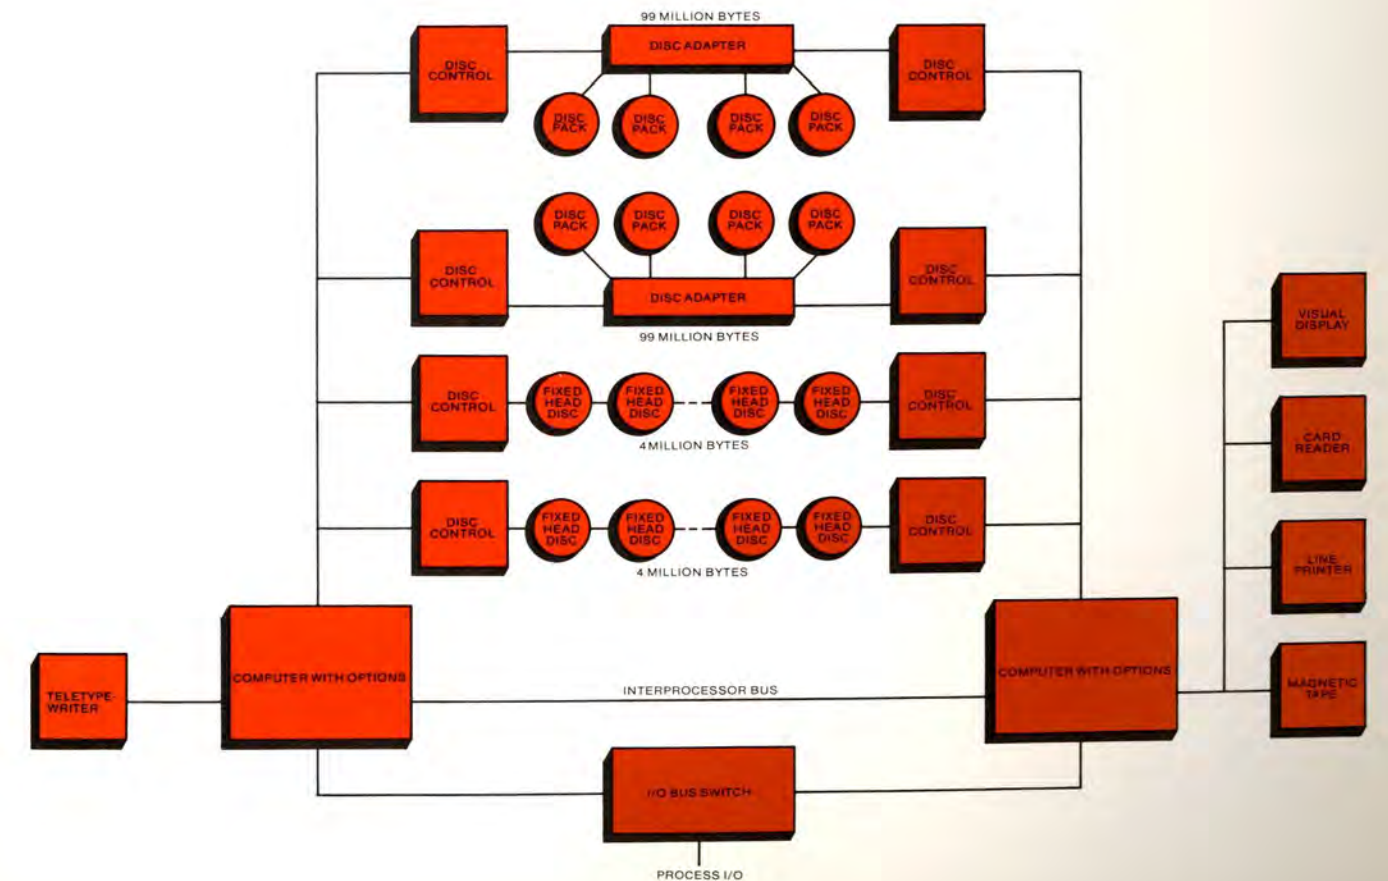 99 MILLION BYTES
DISC
CONTROL
DISC ADAPTER
DISC
CONTROL
DISC
PACK
DISC
PACK
DISC
PACK
DISC
PACK
DISC
PACK
DISC
PACK
DISC
PACK
DISC
PACK
DISC
CONTROL
DISC ADAPTER
DISC
CONTROL
99 MILLION BYTES
DISC
CONTROL
FIXED
HEAD
DISC
FIXED
HEAD
DISC
FIXED
HEAD
DISC
FIXED
HEAD
DISC
DISC
CONTROL
4 MILLION BYTES
DISC
CONTROL
FIXED
HEAD
DISC
FIXED
HEAD
DISC
FIXED
HEAD
DISC
FIXED
HEAD
DISC
DISC
CONTROL
4 MILLION BYTES
VISUAL
DISPLAY
CARD
READER
LINE
PRINTER
MAGNETIC
TAPE
TELETYPE-
WRITER
COMPUTER WITH OPTIONS
INTERPROCESSOR BUS
COMPUTER WITH OPTIONS
I/O BUS SWITCH
PROCESS I/O